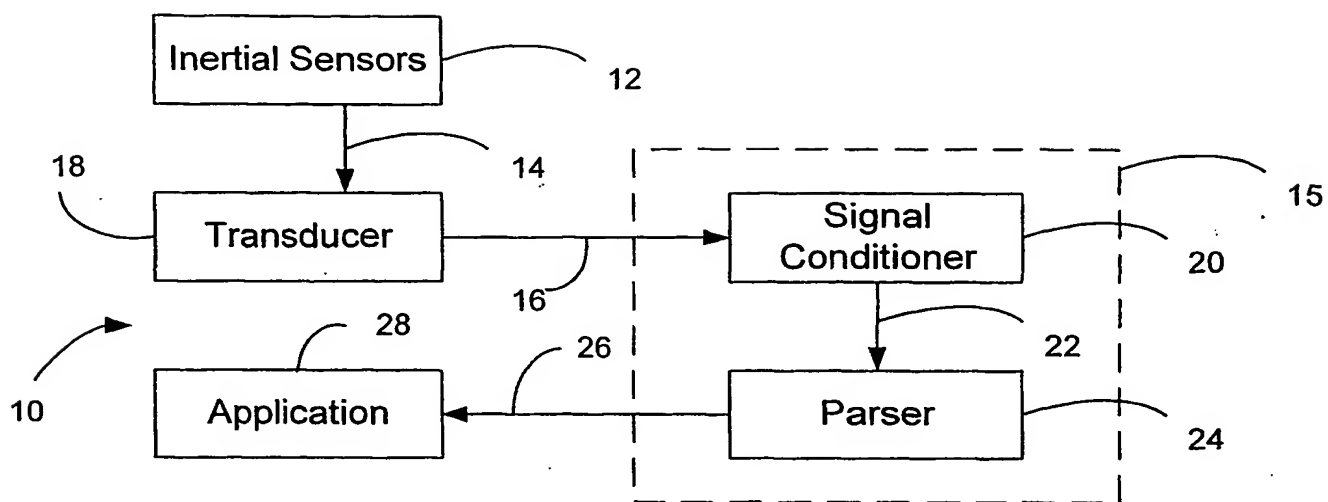 Inertial Sensors
12
14
18
15
Transducer
Signal
Conditioner
20
16
28
26
22
10
Application
Parser
24